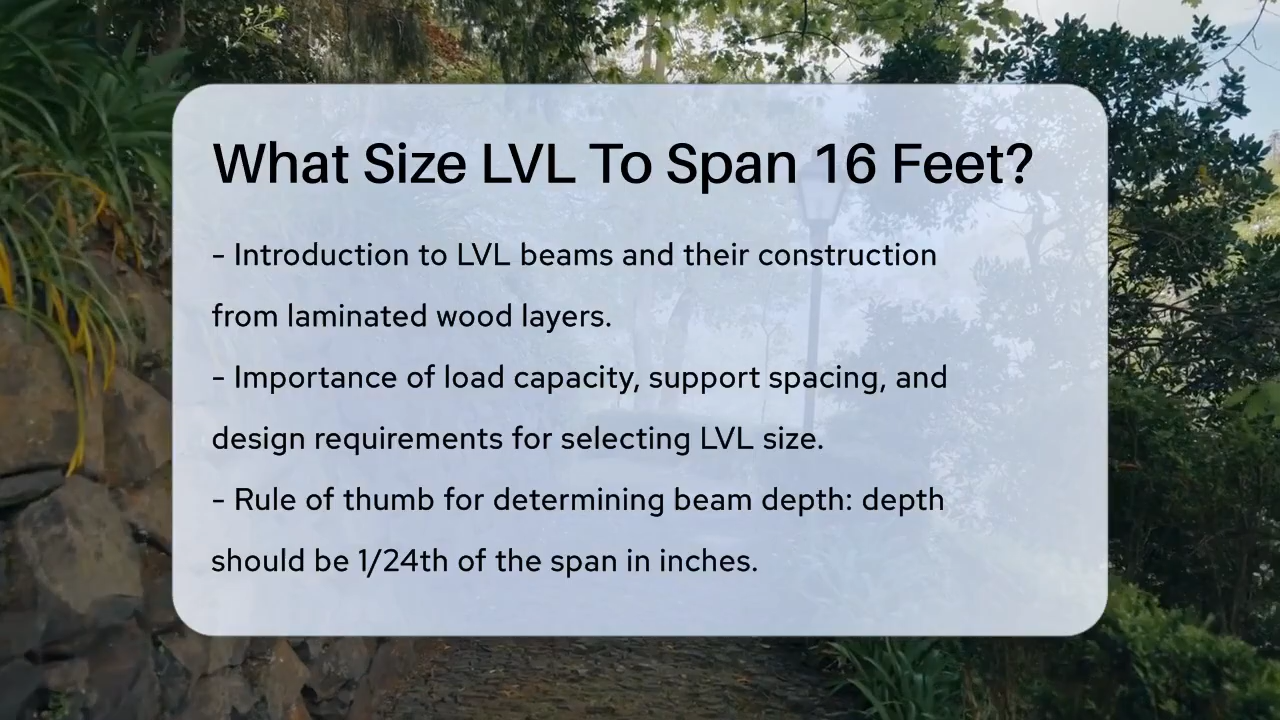 What Size LVL To Span 16 Feet?
- Introduction to LVL beams and their construction
from laminated wood layers.
- Importance of load capacity, support spacing, and
design requirements for selecting LVL size.
- Rule of thumb for determining beam depth: depth
should be 1/24th of the span in inches.